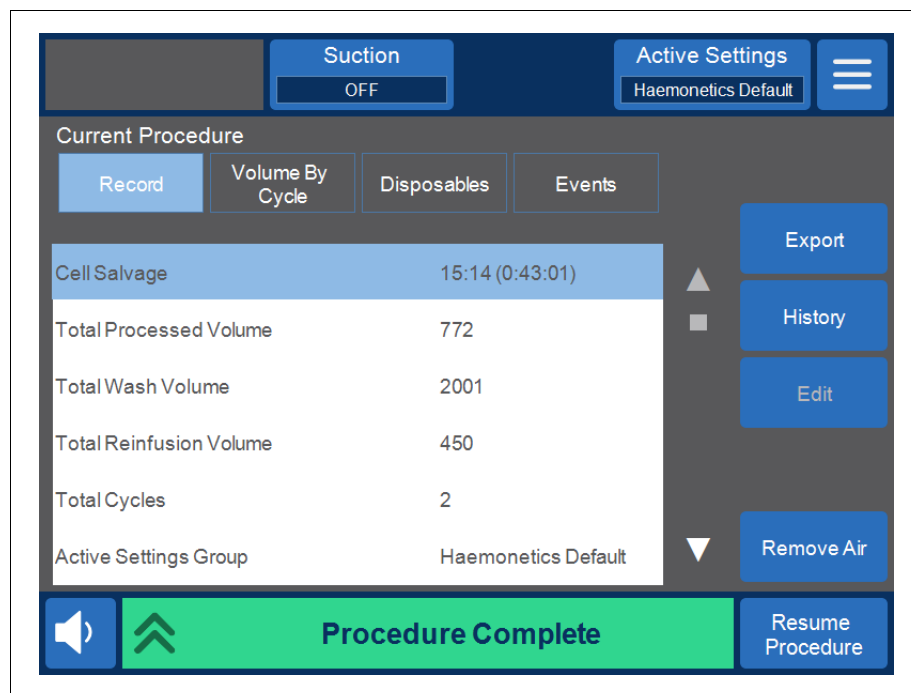 Suction
OFF
Active Settings
Haemonetics Default
Current Procedure
Record
Volume By
Cycle
Disposables
Events
Cell Salvage 15:14 (0:43:01)
Total Processed Volume 772
Total Wash Volume 2001
Total Reinfusion Volume 450
Total Cycles 2
Active Settings Group Haemonetics Default
Export
History
Edit
Remove Air
Procedure Complete
Resume
Procedure